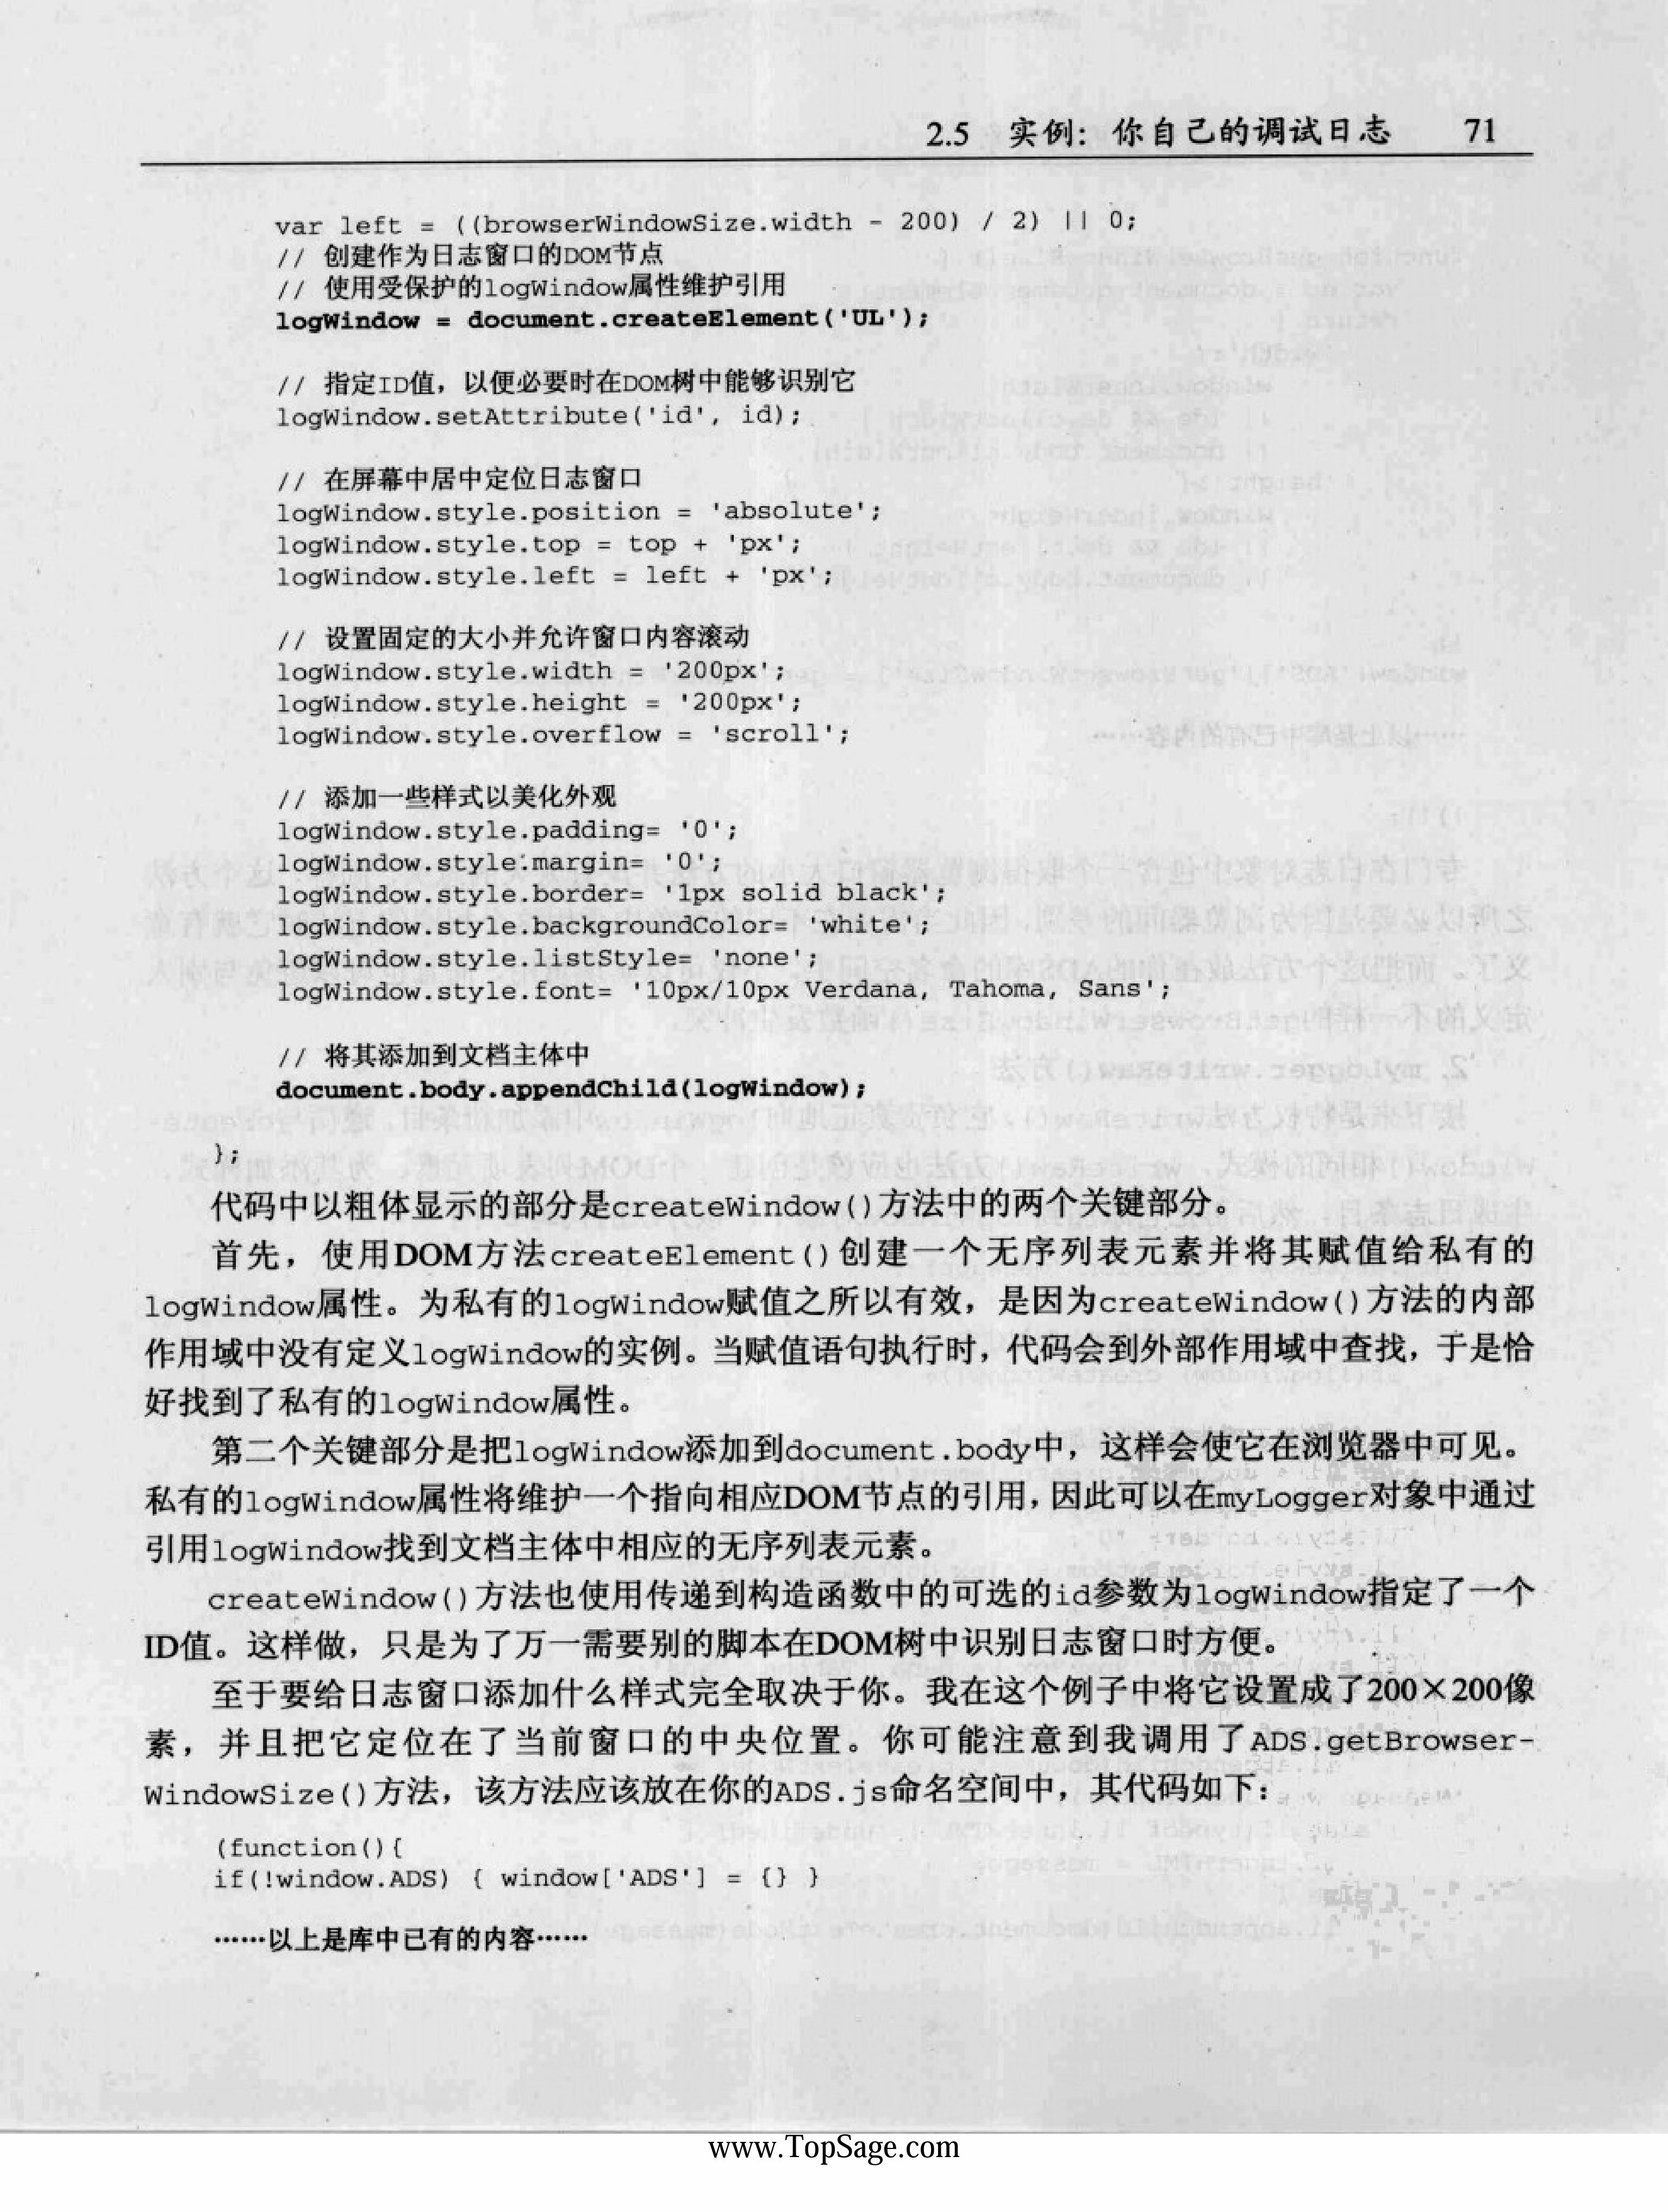 2.5 实例：你自己的调试日志 71
var left = ((browserWindowSize.width - 200) / 2) || 0;
// 创建作为日志窗口的DOM节点
// 使用受保护的logWindow属性维护引用
logWindow = document.createElement('UL');
// 指定ID值，以便必要时在DOM树中能够识别它
logWindow.setAttribute('id', id);
// 在屏幕中居中定位日志窗口
logWindow.style.position = 'absolute';
logWindow.style.top = top + 'px';
logWindow.style.left = left + 'px';
// 设置固定的大小并允许窗口内容滚动
logWindow.style.width = '200px';
logWindow.style.height = '200px';
logWindow.style.overflow = 'scroll';
// 添加一些样式以美化外观
logWindow.style.padding= '0';
logWindow.style.margin= '0';
logWindow.style.border= '1px solid black';
logWindow.style.backgroundColor= 'white';
logWindow.style.listStyle= 'none';
logWindow.style.font= '10px/10px Verdana, Tahoma, Sans';
// 将其添加到文档主体中
document.body.appendChild(logWindow);
};
代码中以粗体显示的部分是createWindow()方法中的两个关键部分。
首先，使用DOM方法createElement()创建一个无序列表元素并将其赋值给私有的
logWindow属性。为私有的logWindow赋值之所以有效，是因为createWindow()方法的内部
作用域中没有定义logWindow的实例。当赋值语句执行时，代码会到外部作用域中查找，于是恰
好找到了私有的logWindow属性。
第二个关键部分是把logWindow添加到document.body中，这样会使它在浏览器中可见。
私有的logWindow属性将维护一个指向相应DOM节点的引用，因此可以在myLogger对象中通过
引用logWindow找到文档主体中相应的无序列表元素。
createWindow()方法也使用传递到构造函数中的可选的id参数为logWindow指定了一个
ID值。这样做，只是为了万一需要别的脚本在DOM树中识别日志窗口时方便。
至于要给日志窗口添加什么样式完全取决于你。我在这个例子中将它设置成了200×200像
素，并且把它定位在了当前窗口的中央位置。你可能注意到我调用了ADS.getBrowser-
WindowSize()方法，该方法应该放在你的ADS.js命名空间中，其代码如下：
(function(){
if(!window.ADS) { window['ADS'] = {} }
……以上是库中已有的内容……
www.TopSage.com